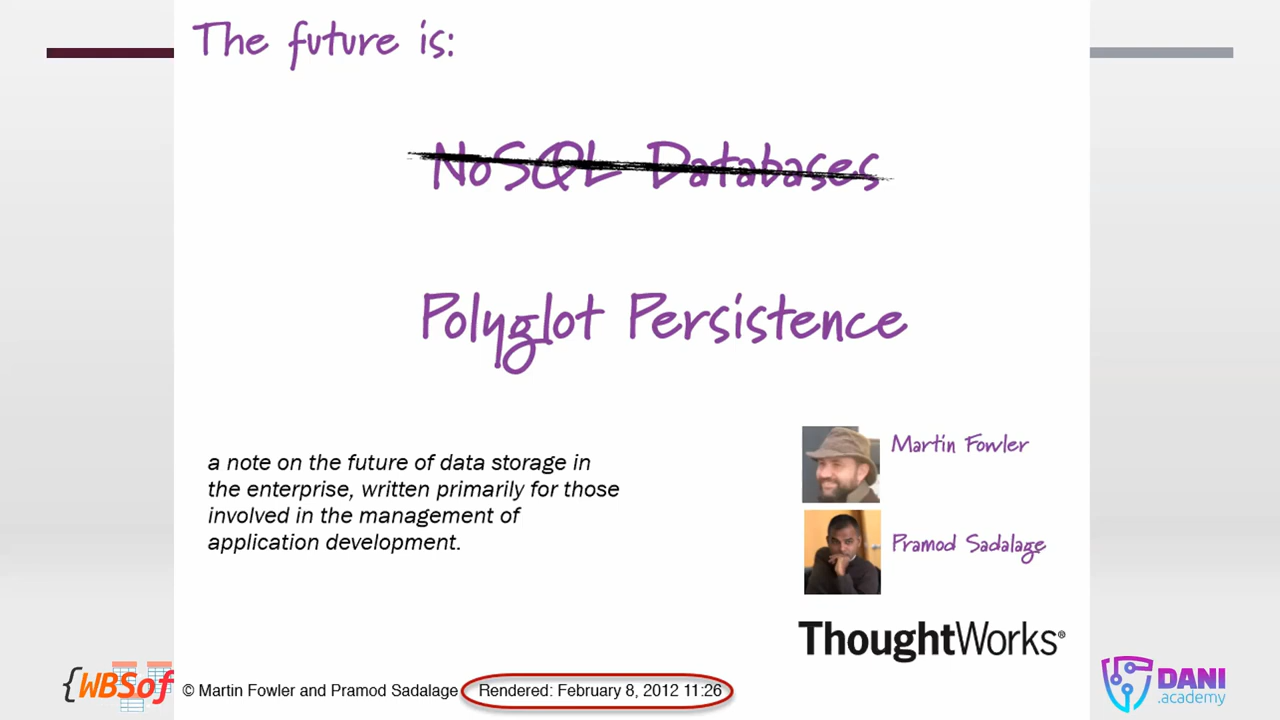 The future is:
NoSQL Databases
Polyglot Persistence
a note on the future of data storage in
the enterprise, written primarily for those
involved in the management of
application development.
Martin Fowler
Pramod Sadalage
ThoughtWorks®
{WBSof
© Martin Fowler and Pramod Sadalage
Rendered: February 8, 2012 11:26
DANI
.academy